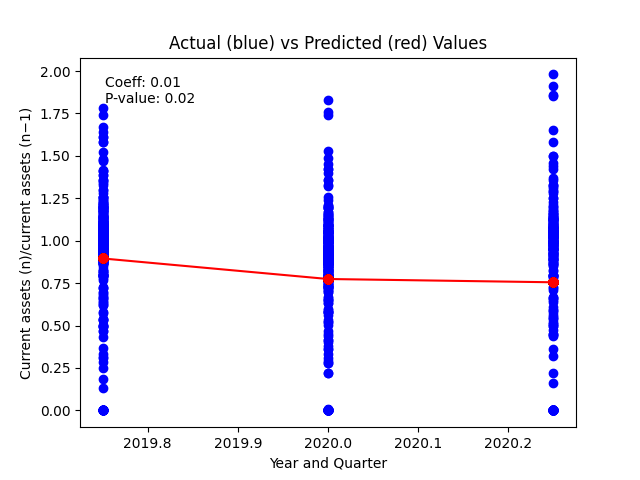 Actual (blue) vs Predicted (red) Values
Coeff: 0.01
P-value: 0.02
2.00
1.75
1.50
1.25
1.00
0.75
0.50
0.25
0.00
Current assets (n)/current assets (n−1)
2019.8 2019.9 2020.0 2020.1 2020.2
Year and Quarter